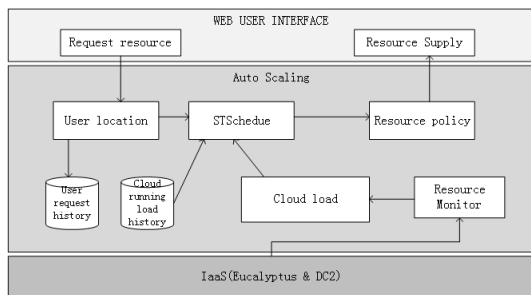 WEB USER INTERFACE
Request resource
Resource Supply
Auto Scaling
User location
STSchedue
Resource policy
User
request
history
Cloud
running
load
history
Cloud load
Resource
Monitor
IaaS(Eucalyptus & DC2)